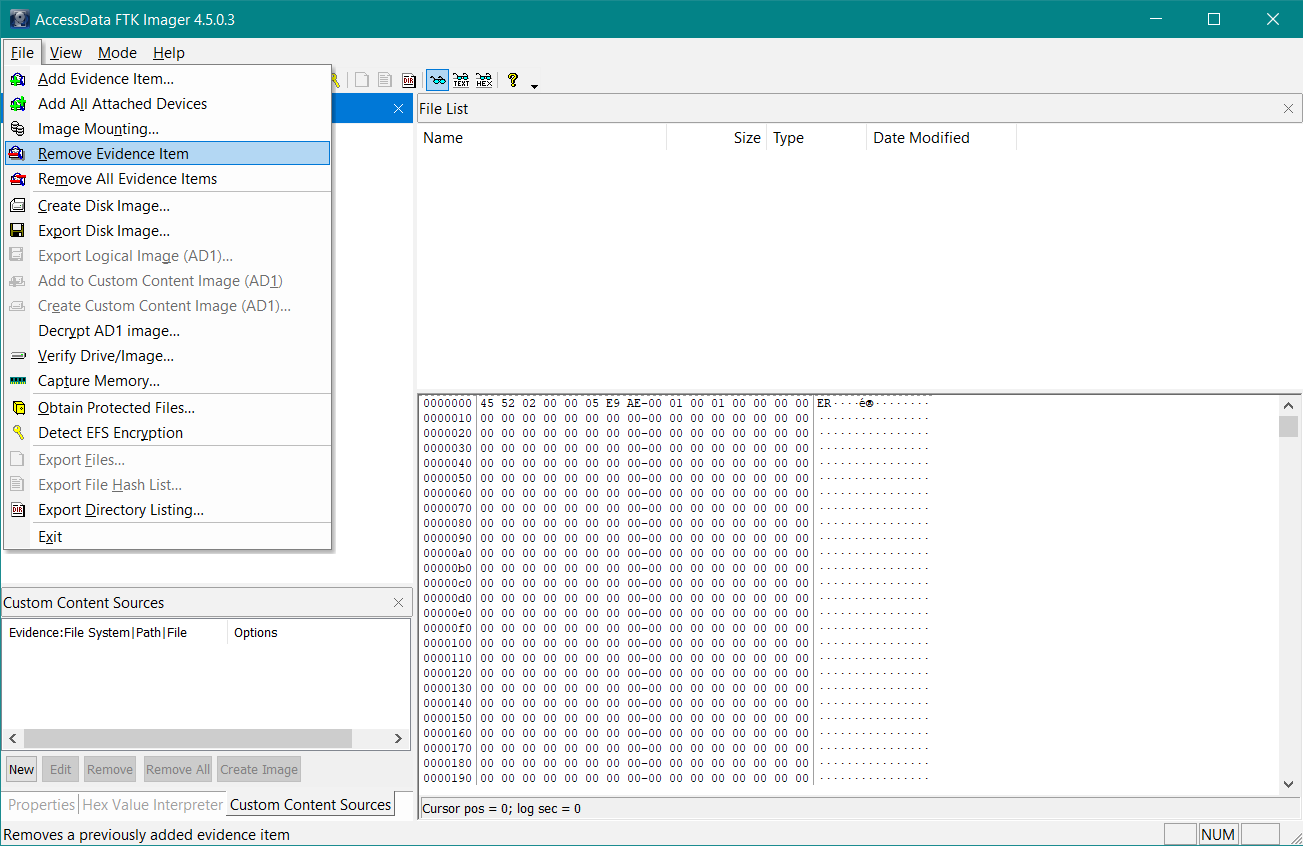 AccessData FTK Imager 4.5.0.3
File View Mode Help
Add Evidence Item...
Add All Attached Devices
Image Mounting...
Remove Evidence Item
Remove All Evidence Items
Create Disk Image...
Export Disk Image...
Export Logical Image (AD1)...
Add to Custom Content Image (AD1)
Create Custom Content Image (AD1)...
Decrypt AD1 image...
Verify Drive/Image...
Capture Memory...
Obtain Protected Files...
Detect EFS Encryption
Export Files...
Export File Hash List...
Export Directory Listing...
Exit
Custom Content Sources
Evidence:File System|Path|File Options
New Edit Remove Remove All Create Image
Properties Hex Value Interpreter Custom Content Sources
File List
Name Size Type Date Modified
0000000 45 52 02 00 00 05 E9 AE-00 01 00 01 00 00 00 00 ER····é®········
0000010 00 00 00 00 00 00 00 00-00 00 00 00 00 00 00 00 ················
0000020 00 00 00 00 00 00 00 00-00 00 00 00 00 00 00 00 ················
0000030 00 00 00 00 00 00 00 00-00 00 00 00 00 00 00 00 ················
0000040 00 00 00 00 00 00 00 00-00 00 00 00 00 00 00 00 ················
0000050 00 00 00 00 00 00 00 00-00 00 00 00 00 00 00 00 ················
0000060 00 00 00 00 00 00 00 00-00 00 00 00 00 00 00 00 ················
0000070 00 00 00 00 00 00 00 00-00 00 00 00 00 00 00 00 ················
0000080 00 00 00 00 00 00 00 00-00 00 00 00 00 00 00 00 ················
0000090 00 00 00 00 00 00 00 00-00 00 00 00 00 00 00 00 ················
00000a0 00 00 00 00 00 00 00 00-00 00 00 00 00 00 00 00 ················
00000b0 00 00 00 00 00 00 00 00-00 00 00 00 00 00 00 00 ················
00000c0 00 00 00 00 00 00 00 00-00 00 00 00 00 00 00 00 ················
00000d0 00 00 00 00 00 00 00 00-00 00 00 00 00 00 00 00 ················
00000e0 00 00 00 00 00 00 00 00-00 00 00 00 00 00 00 00 ················
00000f0 00 00 00 00 00 00 00 00-00 00 00 00 00 00 00 00 ················
0000100 00 00 00 00 00 00 00 00-00 00 00 00 00 00 00 00 ················
0000110 00 00 00 00 00 00 00 00-00 00 00 00 00 00 00 00 ················
0000120 00 00 00 00 00 00 00 00-00 00 00 00 00 00 00 00 ················
0000130 00 00 00 00 00 00 00 00-00 00 00 00 00 00 00 00 ················
0000140 00 00 00 00 00 00 00 00-00 00 00 00 00 00 00 00 ················
0000150 00 00 00 00 00 00 00 00-00 00 00 00 00 00 00 00 ················
0000160 00 00 00 00 00 00 00 00-00 00 00 00 00 00 00 00 ················
0000170 00 00 00 00 00 00 00 00-00 00 00 00 00 00 00 00 ················
0000180 00 00 00 00 00 00 00 00-00 00 00 00 00 00 00 00 ················
0000190 00 00 00 00 00 00 00 00-00 00 00 00 00 00 00 00 ················
Cursor pos = 0; log sec = 0
Removes a previously added evidence item
NUM